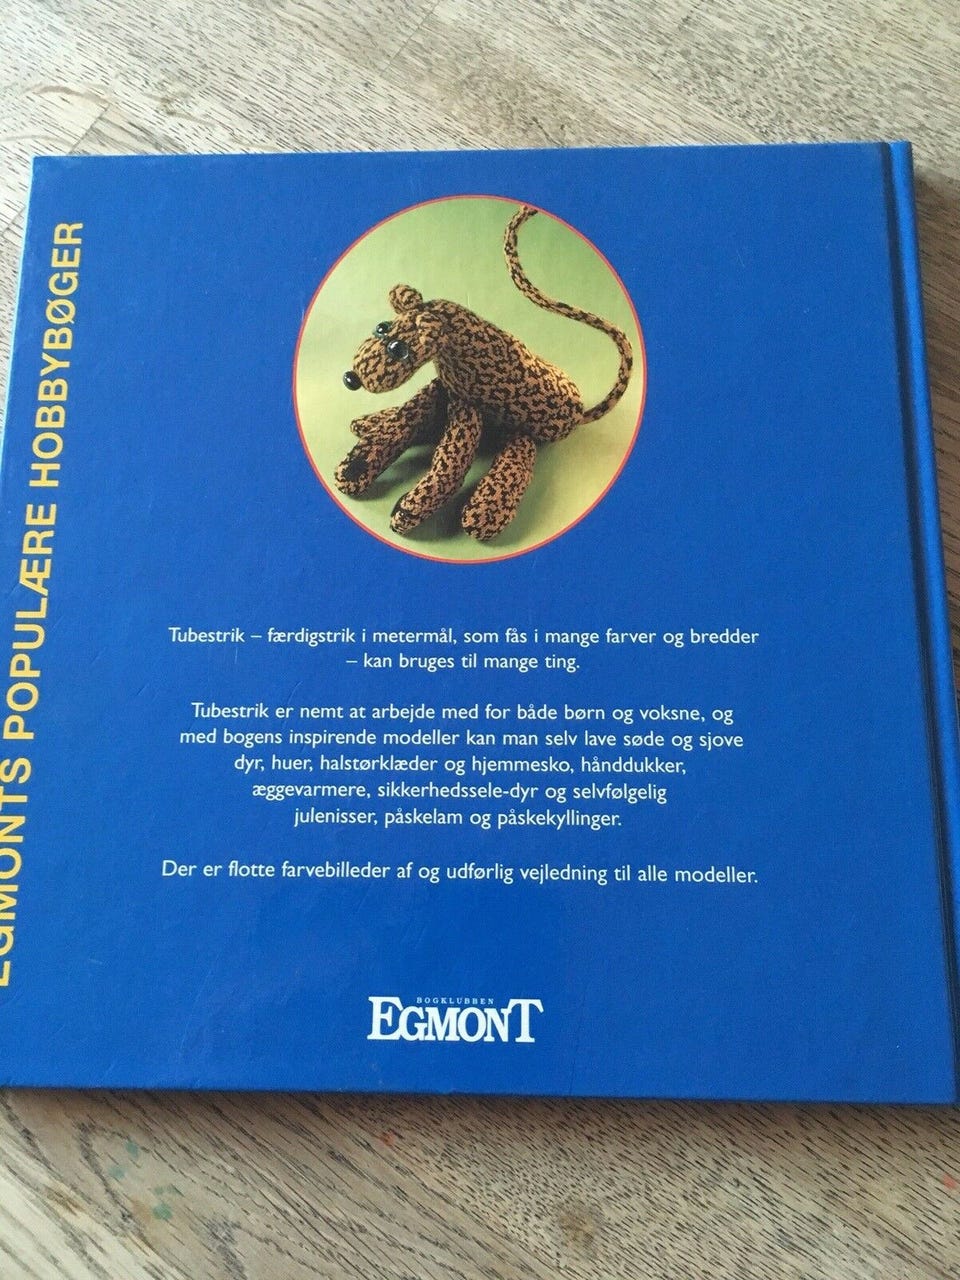 EGMONTS POPULÆRE HOBBYBØGER
Tubestrik – færdigstrik i metermål, som fås i mange farver og bredder
– kan bruges til mange ting.
Tubestrik er nemt at arbejde med for både børn og voksne, og
med bogens inspirende modeller kan man selv lave søde og sjove
dyr, huer, halstørklæder og hjemmesko, hånddukker,
æggevarmere, sikkerhedssele-dyr og selvfølgelig
julenisser, påskelam og påskekyllinger.
Der er flotte farvebilleder af og udførlig vejledning til alle modeller.
BOGKLUBBEN
EGMONT